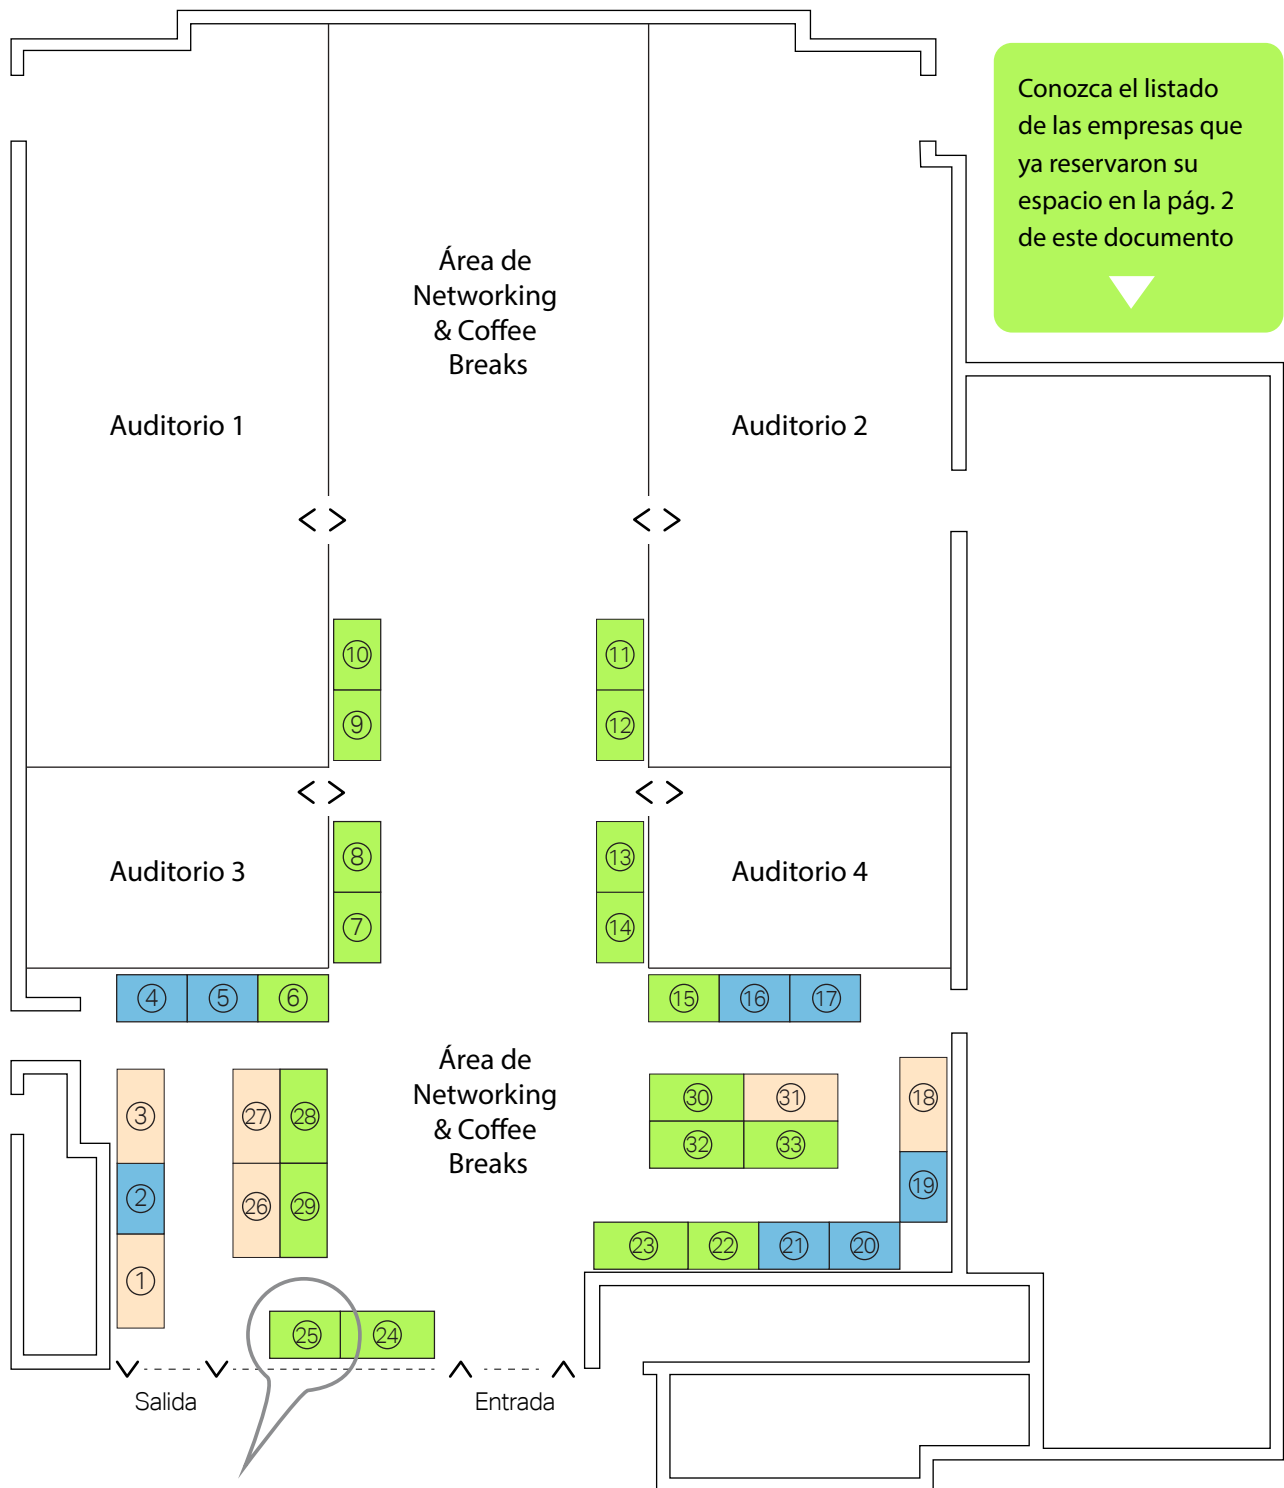 Conozca el listado
de las empresas que
ya reservaron su
espacio en la pág. 2
de este documento
Área de
Networking
& Coffee
Breaks
Auditorio 1
Auditorio 2
10
11
9
12
8
13
Auditorio 3
Auditorio 4
7
14
4 5 6
15 16 17
Área de
Networking
& Coffee
Breaks
3
27 28
30 31
18
32 33
2
26 29
19
23 22 21 20
1
25 24
Salida
Entrada